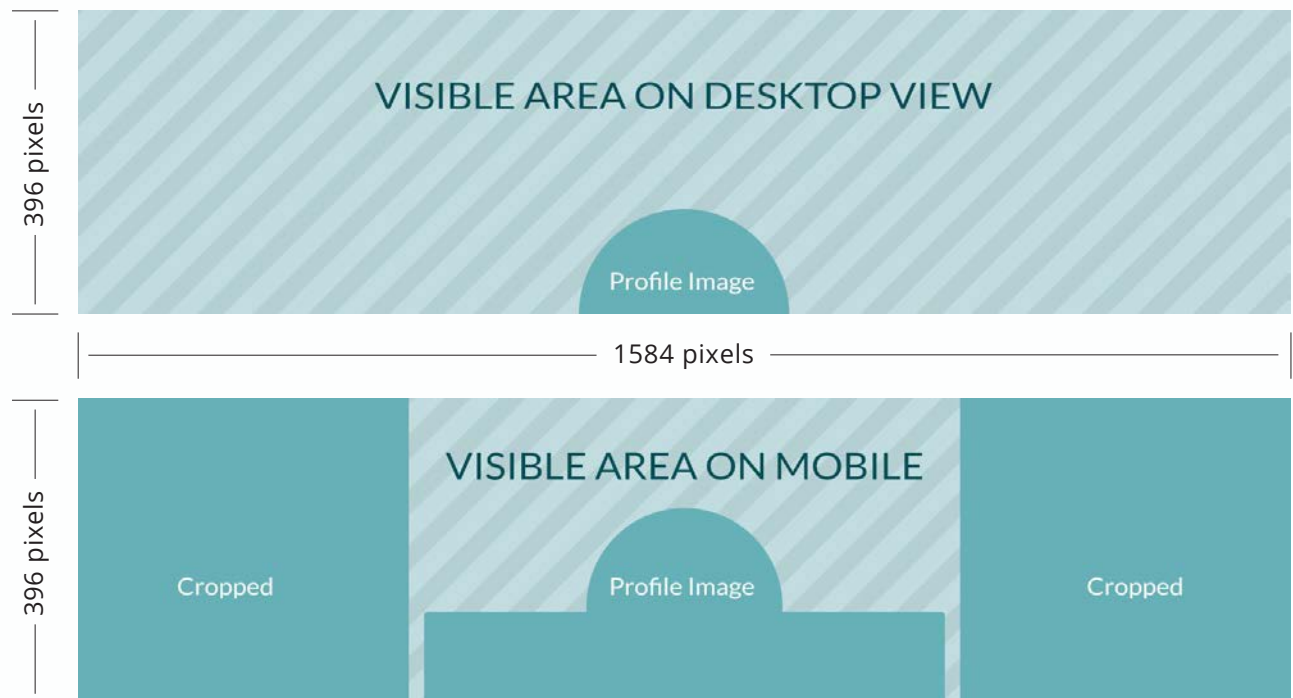 VISIBLE AREA ON DESKTOP VIEW
396 pixels
Profile Image
1584 pixels
VISIBLE AREA ON MOBILE
396 pixels
Cropped
Profile Image
Cropped